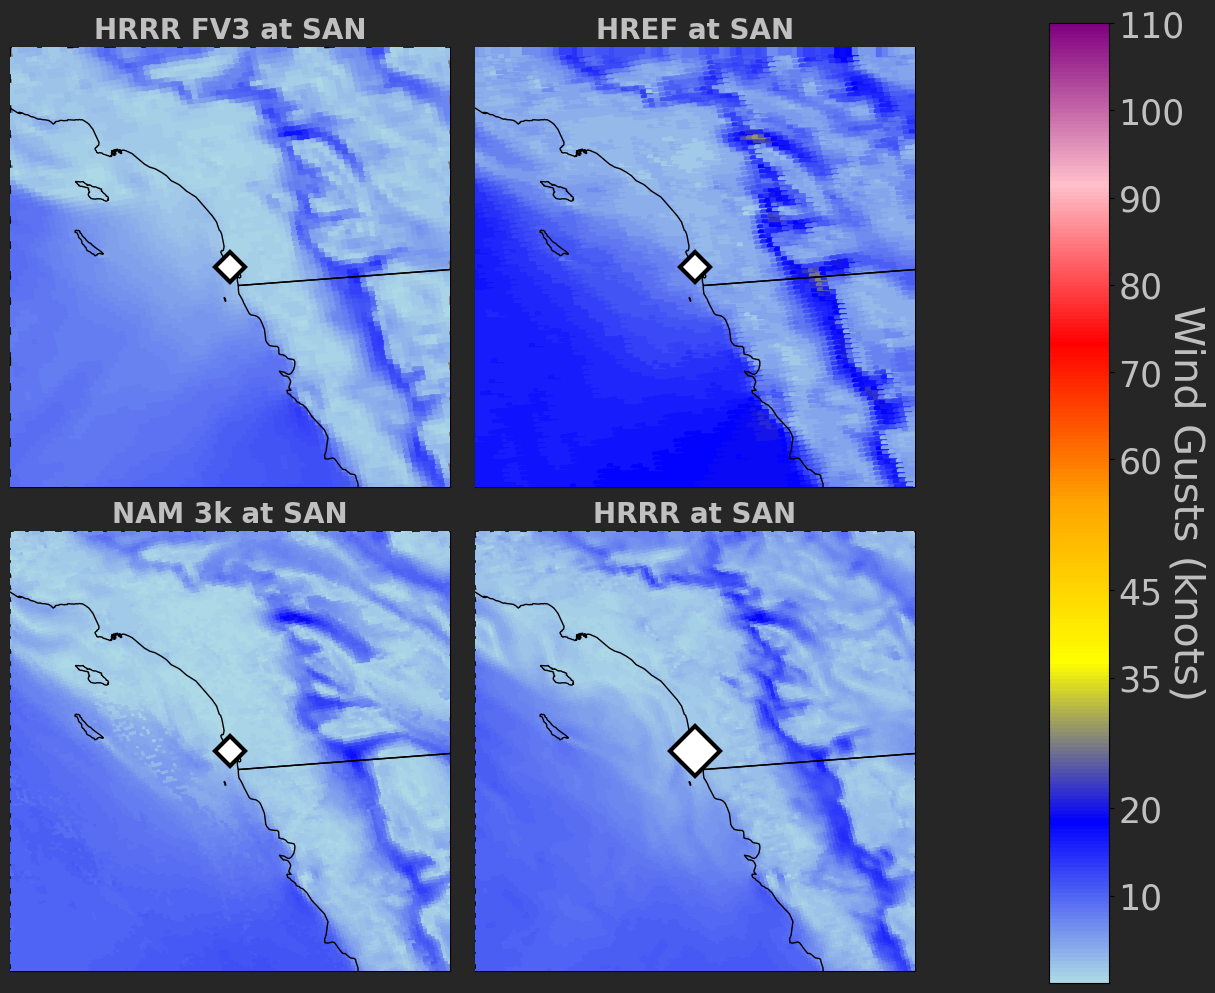 HRRR FV3 at SAN
HREF at SAN
NAM 3k at SAN
HRRR at SAN
110
100
90
80
70
60
45
35
20
10
Wind Gusts (knots)